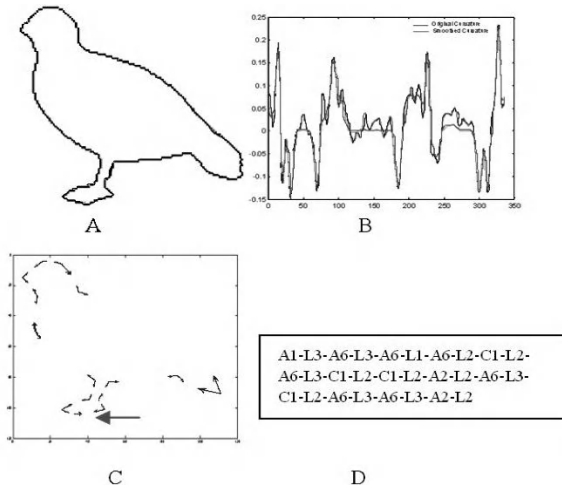 0.25
Original Curvature
Smoothed Curvature
0.2
0.15
0.1
0.05
0
-0.05
-0.1
-0.15
0 50 100 150 200 250 300 350
A B
A1-L3-A6-L3-A6-L1-A6-L2-C1-L2-
A6-L3-C1-L2-C1-L2-A2-L2-A6-L3-
C1-L2-A6-L3-A6-L3-A2-L2
C D